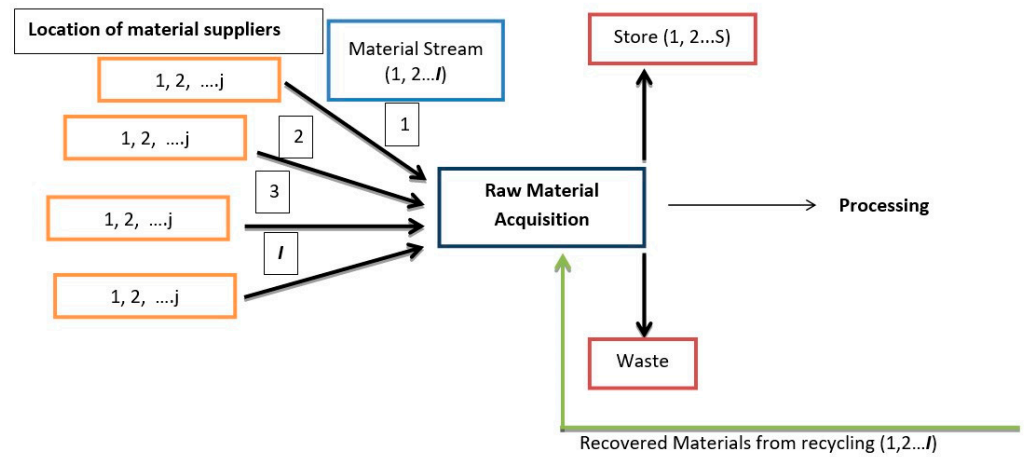 Location of material suppliers
Material Stream
(1, 2...I)
Store (1, 2...S)
1, 2, ....j
1
1, 2, ....j
2
3
Raw Material
Acquisition
Processing
1, 2, ....j
I
1, 2, ....j
Waste
Recovered Materials from recycling (1,2...I)